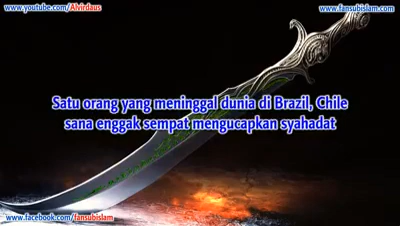 www.youtube.com/Alvirdaus
www.fansubislam.com
Satu orang yang meninggal dunia di Brazil, Chile
sana enggak sempat mengucapkan syahadat
www.facebook.com/fansubislam